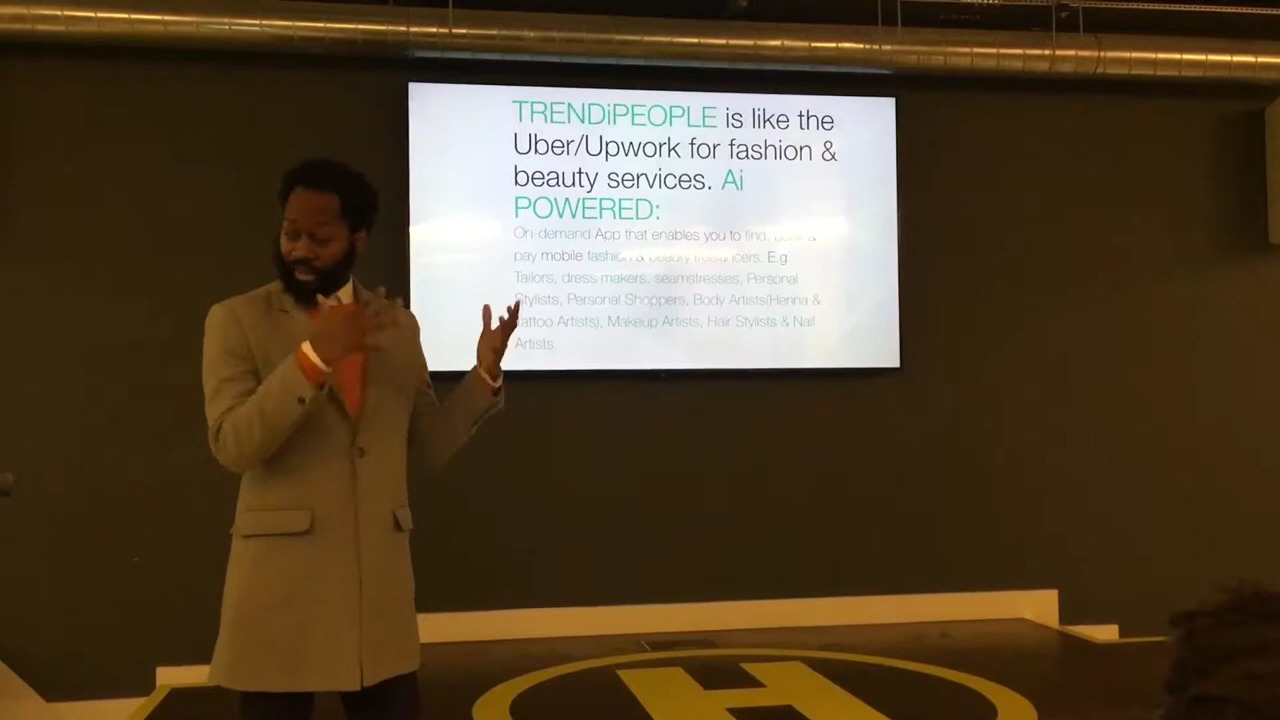 TRENDiPEOPLE is like the
Uber/Upwork for fashion &
beauty services. Ai
POWERED:
On-demand App that enables you to find, book &
pay mobile fashion & beauty freelancers. E.g.
Tailors, dress makers, seamstresses, Personal
Stylists, Personal Shoppers, Body Artists(Henna &
Tattoo Artists), Makeup Artists, Hair Stylists & Nail
Artists.
H